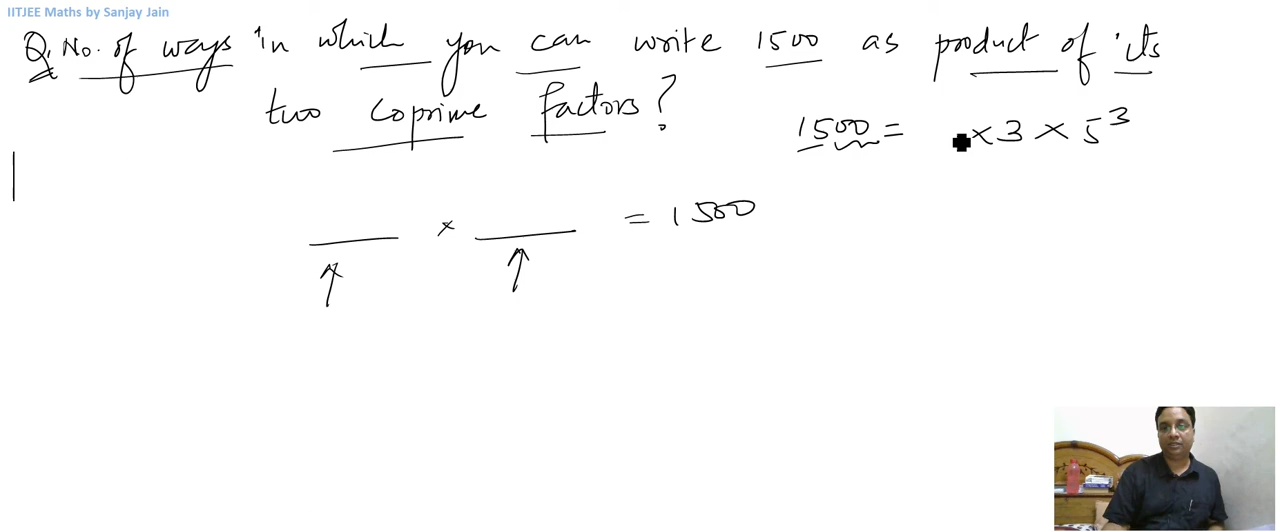 IITJEE Maths by Sanjay Jain
Q. No. of ways in which you can write 1500 as product of its
two coprime factors?
1500 = × 3 × 5³
× = 1500